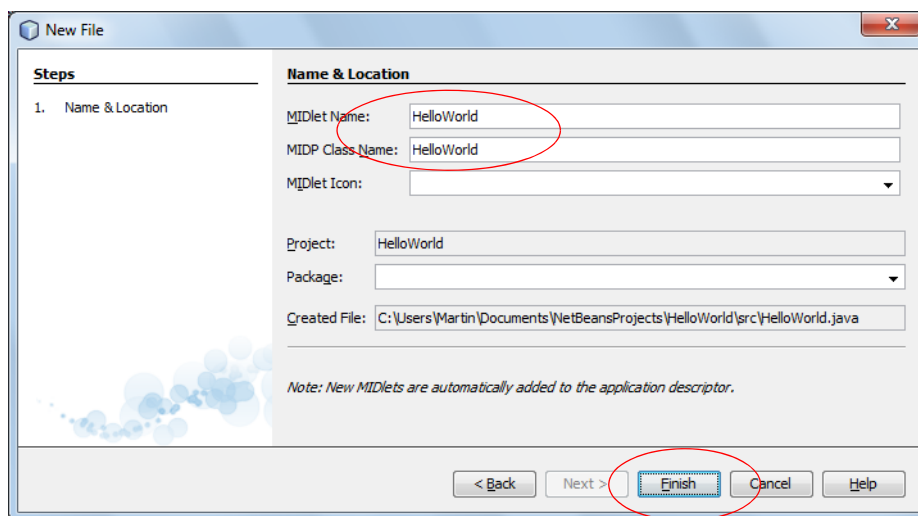 New File
Steps
1. Name & Location
Name & Location
MIDlet Name: HelloWorld
MIDP Class Name: HelloWorld
MIDlet Icon:
Project: HelloWorld
Package:
Created File: C:\Users\Martin\Documents\NetBeansProjects\HelloWorld\src\HelloWorld.java
Note: New MIDlets are automatically added to the application descriptor.
< Back Next > Finish Cancel Help